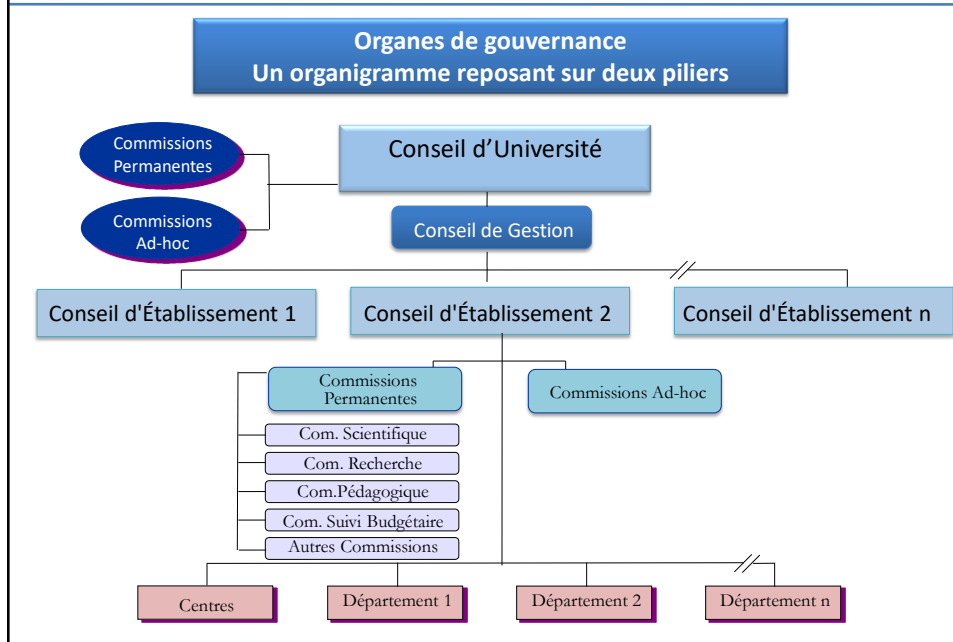 Organes de gouvernance
Un organigramme reposant sur deux piliers
Commissions
Permanentes
Conseil d’Université
Commissions
Ad-hoc
Conseil de Gestion
Conseil d'Établissement 1
Conseil d'Établissement 2
Conseil d'Établissement n
Commissions
Permanentes
Commissions Ad-hoc
Com. Scientifique
Com. Recherche
Com.Pédagogique
Com. Suivi Budgétaire
Autres Commissions
Centres
Département 1
Département 2
Département n